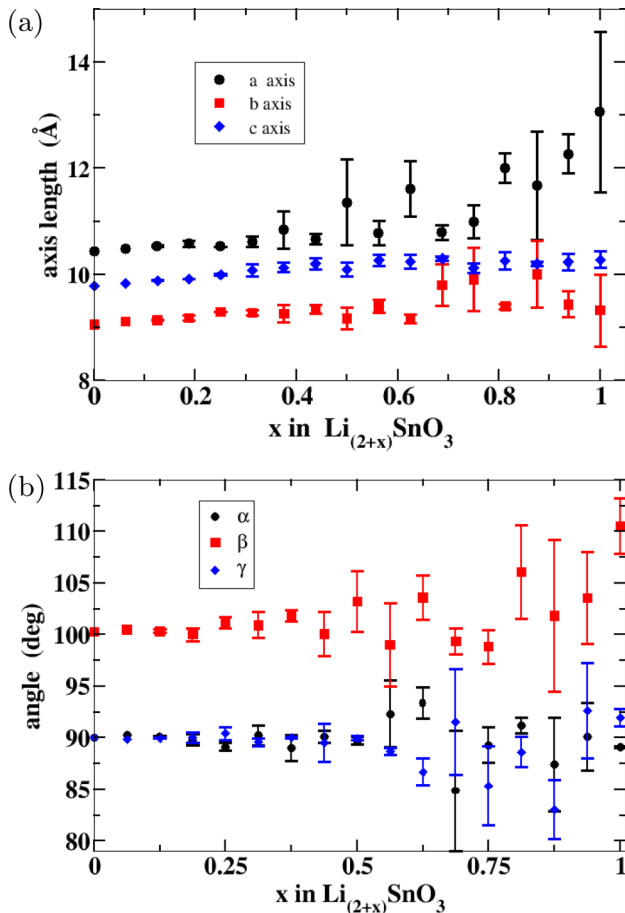 (a)
16
14
12
10
8
axis length (Å)
a axis
b axis
c axis
0 0.2 0.4 0.6 0.8 1
x in Li(2+x)SnO3
(b)
115
110
105
100
95
90
85
80
angle (deg)
α
β
γ
0 0.25 0.5 0.75 1
x in Li(2+x)SnO3